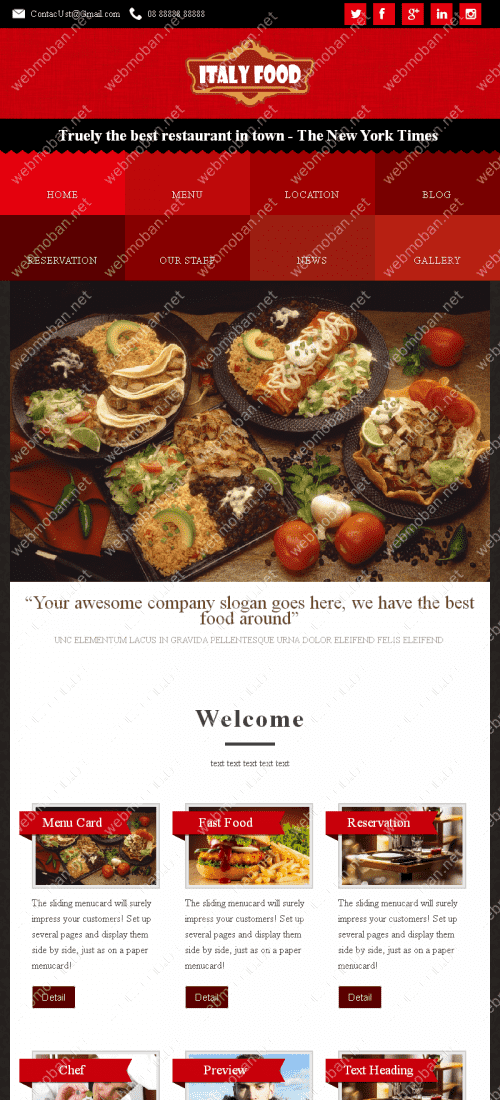 ContacUst@Gmail.com 08 88888 88888
ITALY FOOD
Truely the best restaurant in town - The New York Times
HOME MENU LOCATION BLOG
RESERVATION OUR STAFF NEWS GALLERY
“Your awesome company slogan goes here, we have the best
food around”
UNC ELEMENTUM LACUS IN GRAVIDA PELLENTESQUE URNA DOLOR ELEIFEND FELIS ELEIFEND
Welcome
text text text text text
Menu Card
The sliding menucard will surely
impress your customers! Set up
several pages and display them
side by side, just as on a paper
menucard!
Detail
Fast Food
The sliding menucard will surely
impress your customers! Set up
several pages and display them
side by side, just as on a paper
menucard!
Detail
Reservation
The sliding menucard will surely
impress your customers! Set up
several pages and display them
side by side, just as on a paper
menucard!
Detail
Chef
Preview
Text Heading
webmoban.net